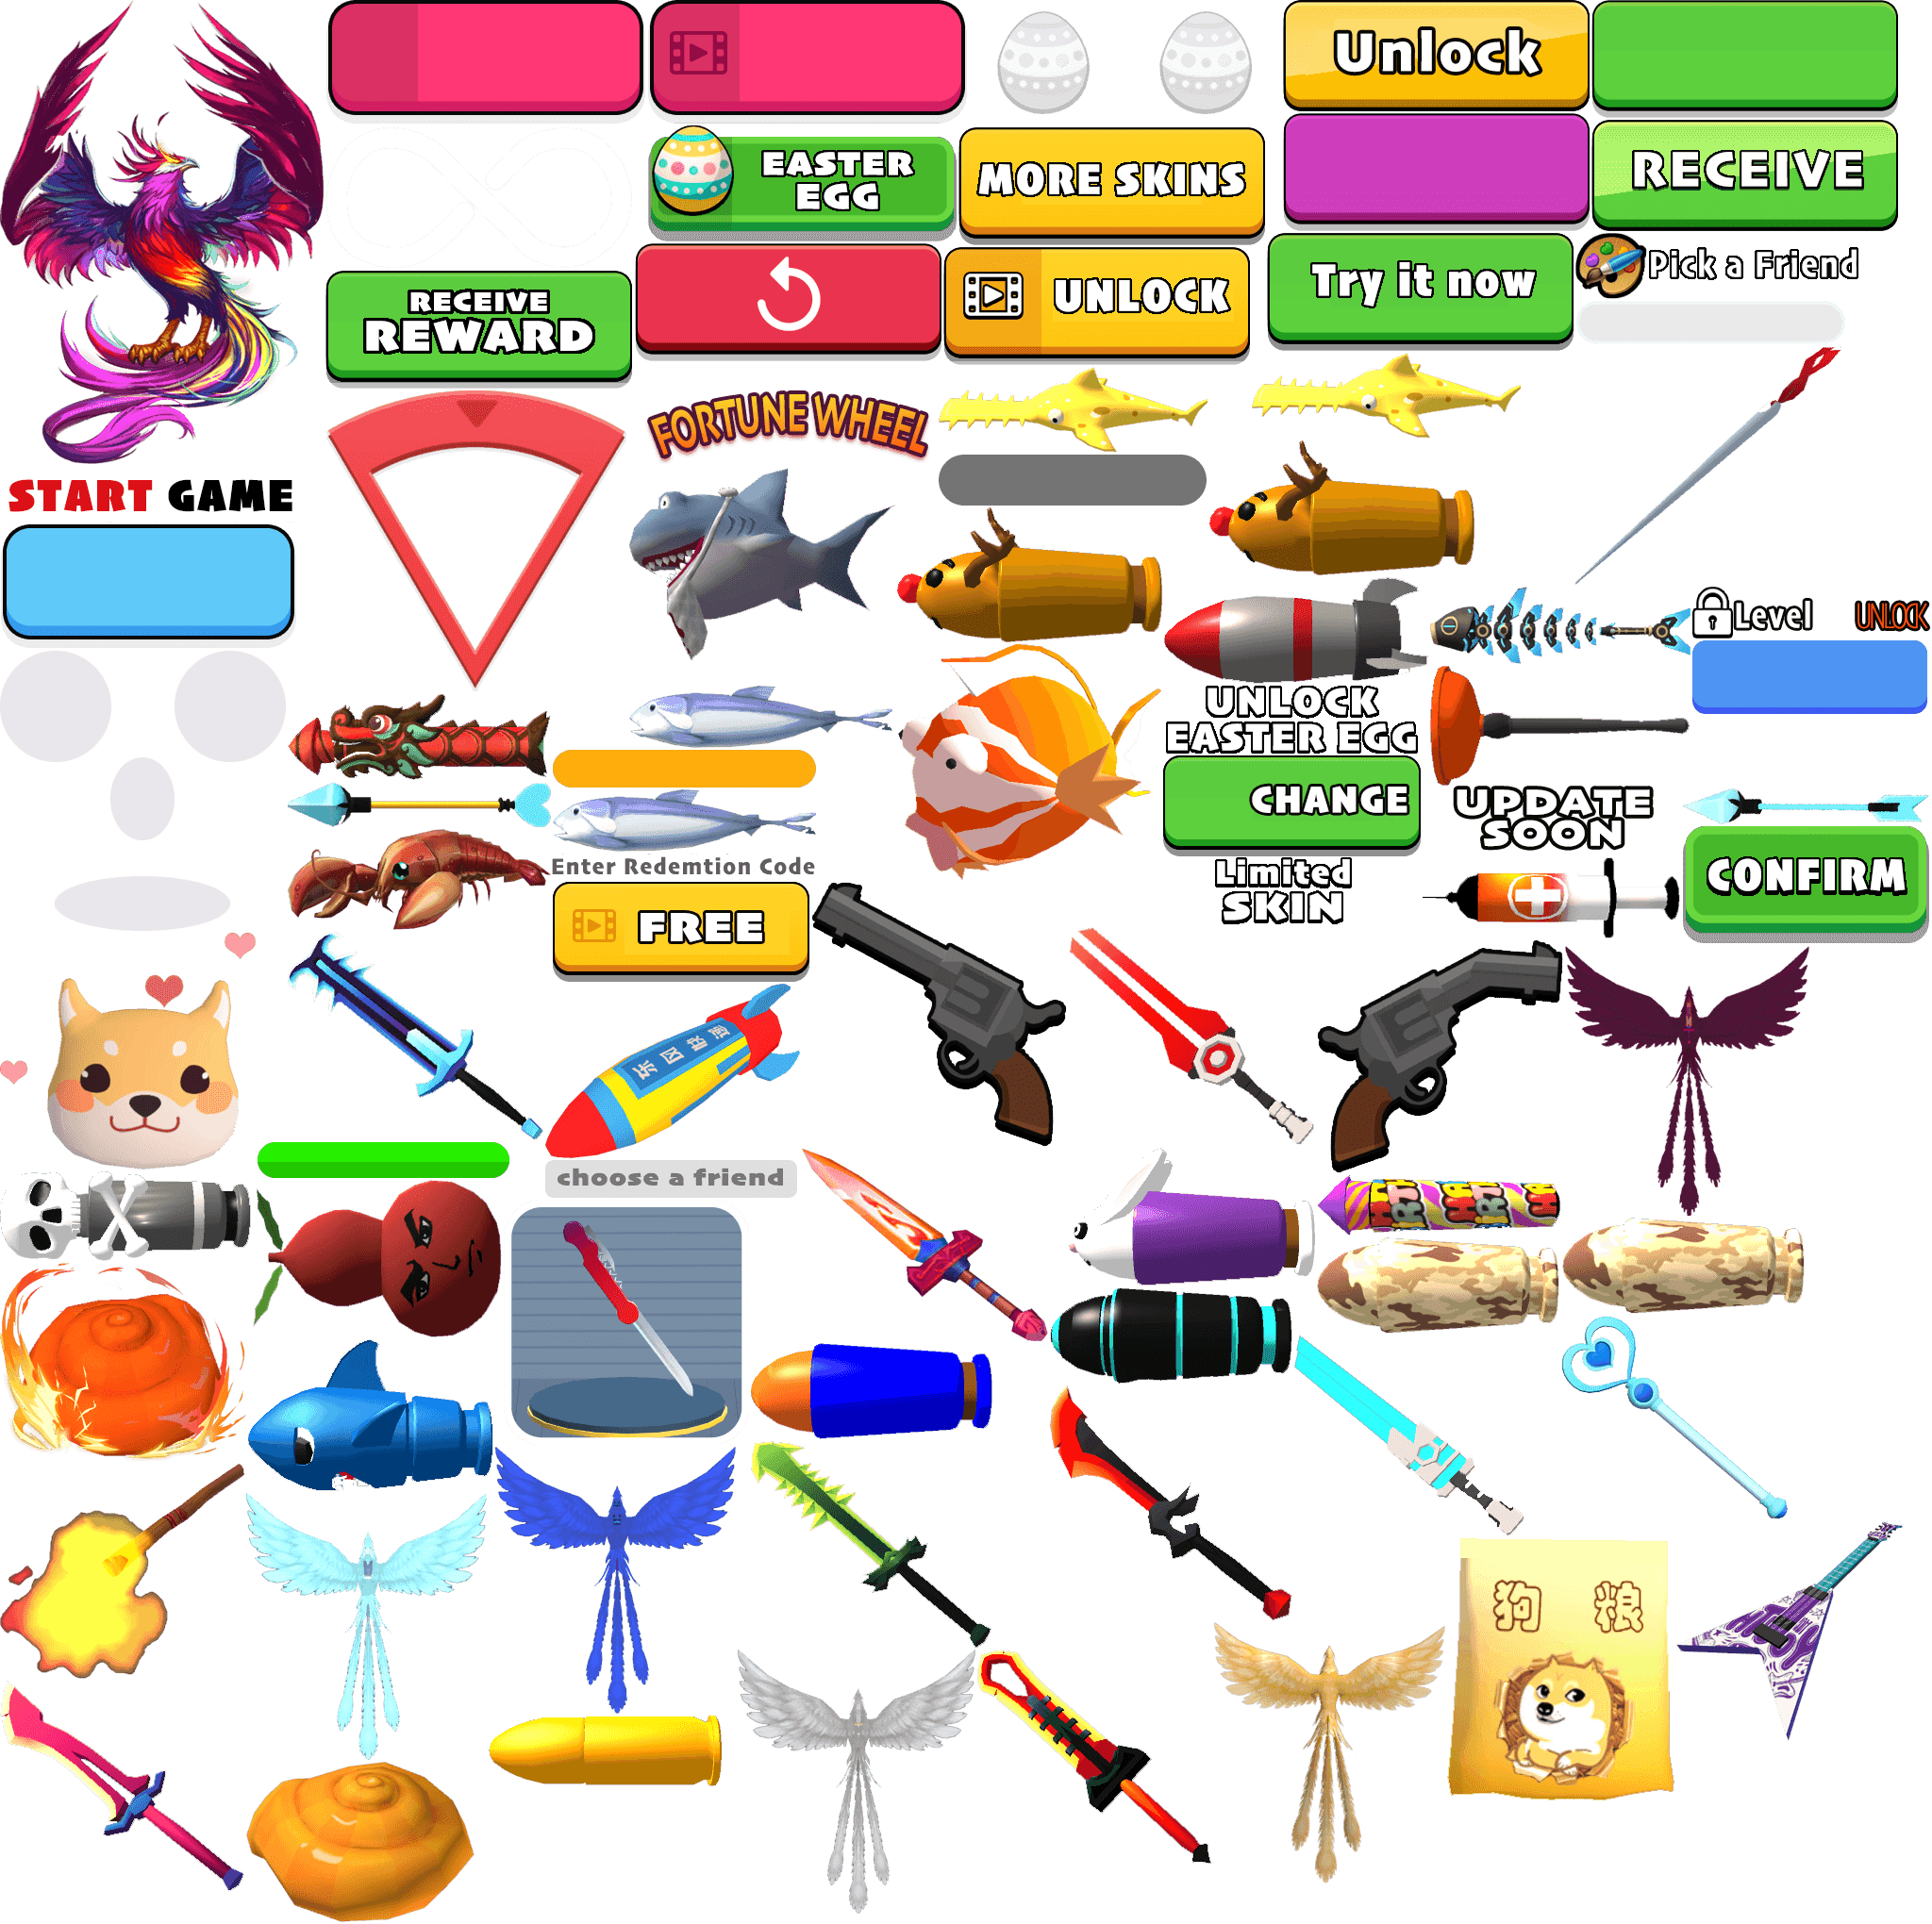 Unlock
EASTER
EGG
MORE SKINS
RECEIVE
RECEIVE
REWARD
UNLOCK
Try it now
Pick a Friend
FORTUNE WHEEL
START GAME
Level
UNLOCK
UNLOCK
EASTER EGG
CHANGE
UPDATE
SOON
Enter Redemtion Code
Limited
SKIN
CONFIRM
FREE
choose a friend
狗 粮